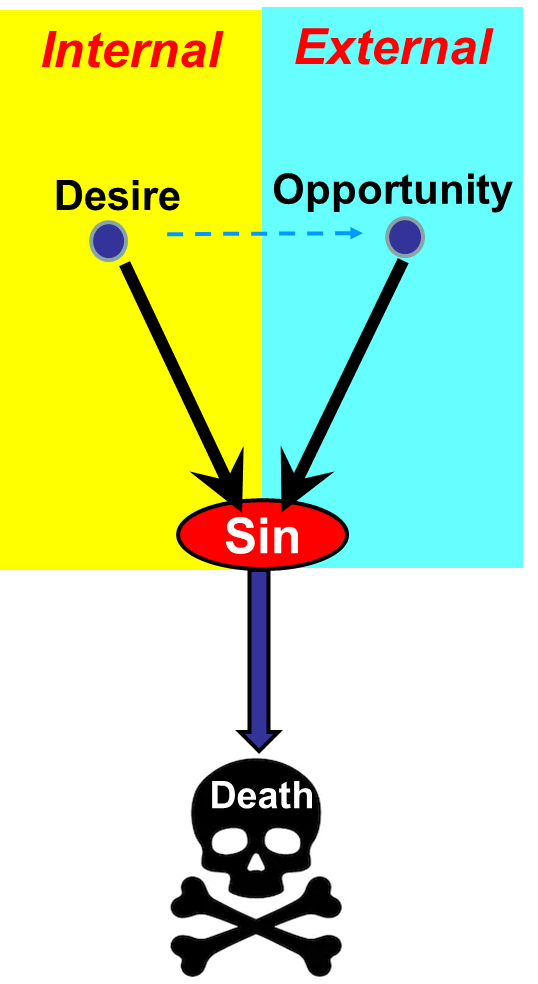 Internal
External
Desire
Opportunity
Sin
Death